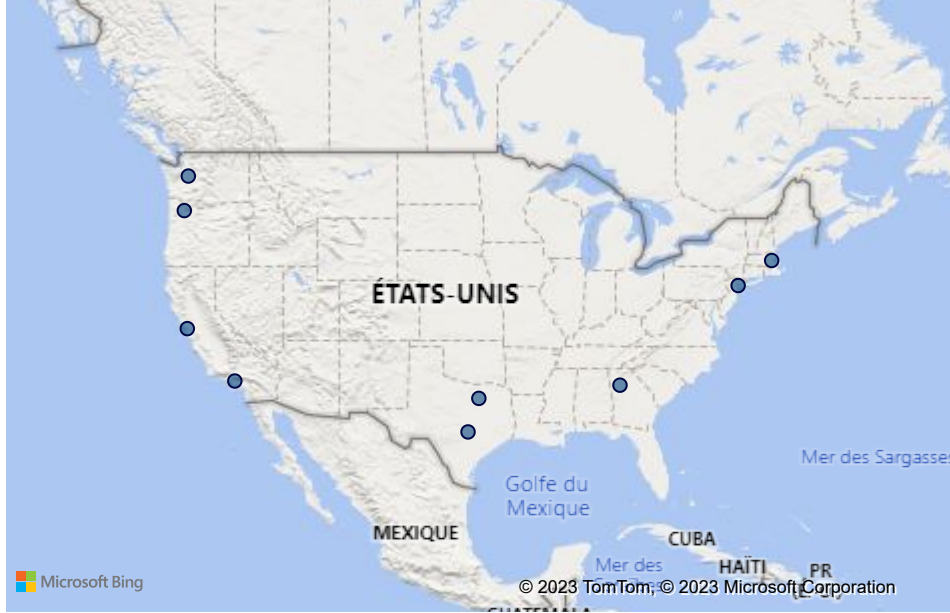 ÉTATS-UNIS
Mer des Sargasses
Golfe du
Mexique
MEXIQUE
CUBA
HAÏTI
PR
Mer des
Microsoft Bing
© 2023 TomTom, © 2023 Microsoft Corporation
GUATEMALA